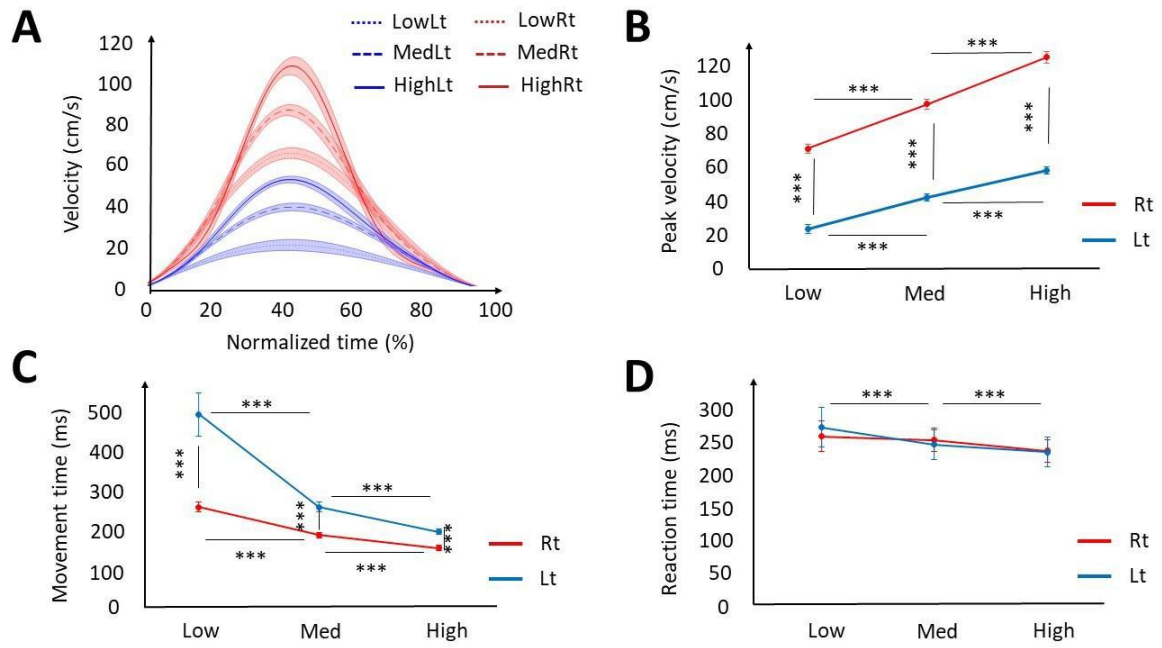 A
LowLt
LowRt
MedLt
MedRt
HighLt
HighRt
120
100
80
60
40
20
0
Velocity (cm/s)
0 20 40 60 80 100
Normalized time (%)
B
120
100
80
60
40
20
0
Peak velocity (cm/s)
***
***
***
***
***
***
***
Rt
Lt
Low Med High
C
500
400
300
200
100
0
Movement time (ms)
***
***
***
***
***
***
***
Rt
Lt
Low Med High
D
300
250
200
150
100
50
0
Reaction time (ms)
***
***
Rt
Lt
Low Med High